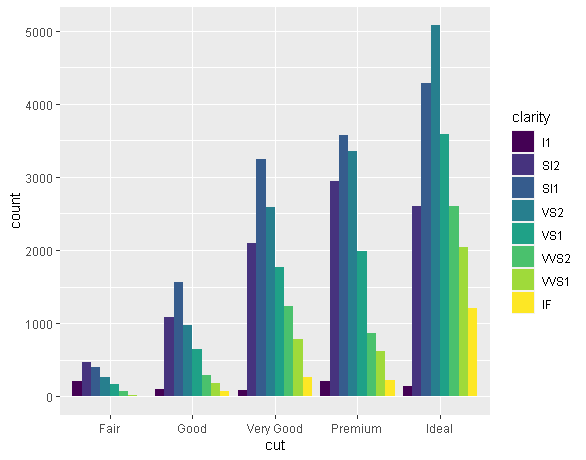 5000
4000
3000
2000
1000
0
count
Fair
Good
Very Good
Premium
Ideal
cut
clarity
I1
SI2
SI1
VS2
VS1
VVS2
VVS1
IF